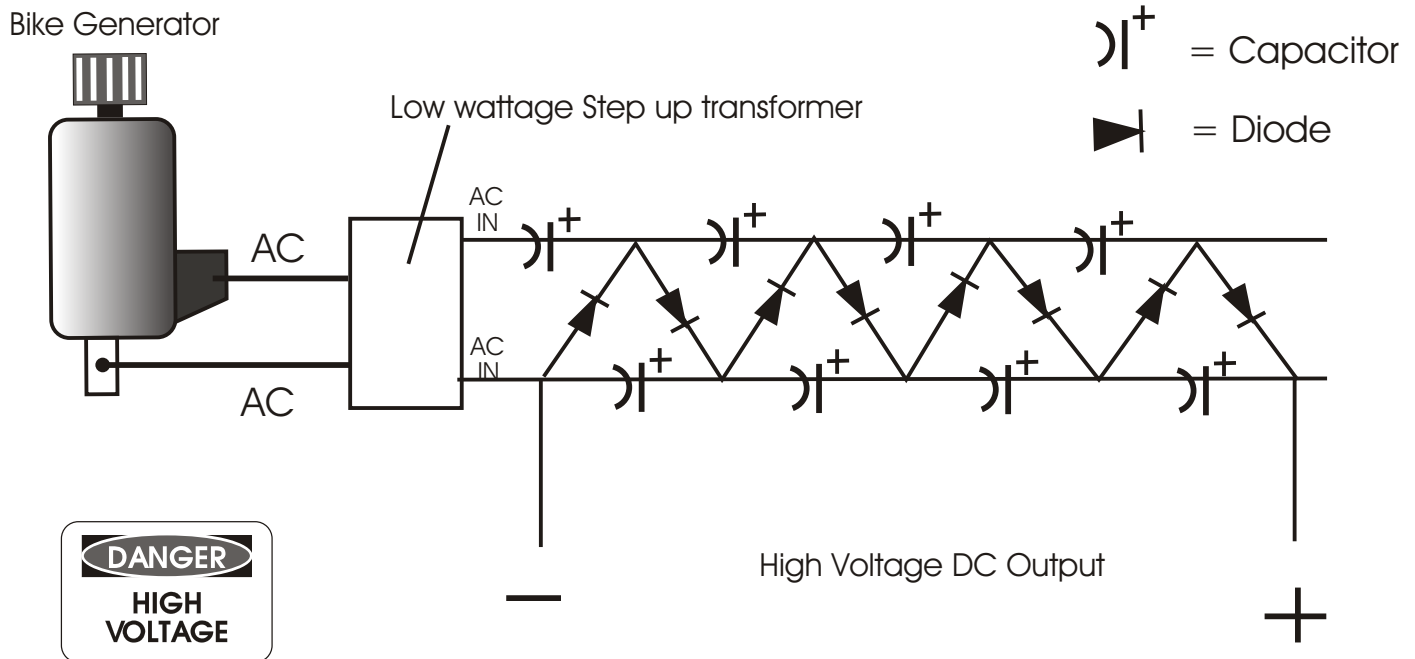 Bike Generator
= Capacitor
= Diode
Low wattage Step up transformer
AC
IN
AC
AC
IN
AC
High Voltage DC Output
DANGER
HIGH
VOLTAGE